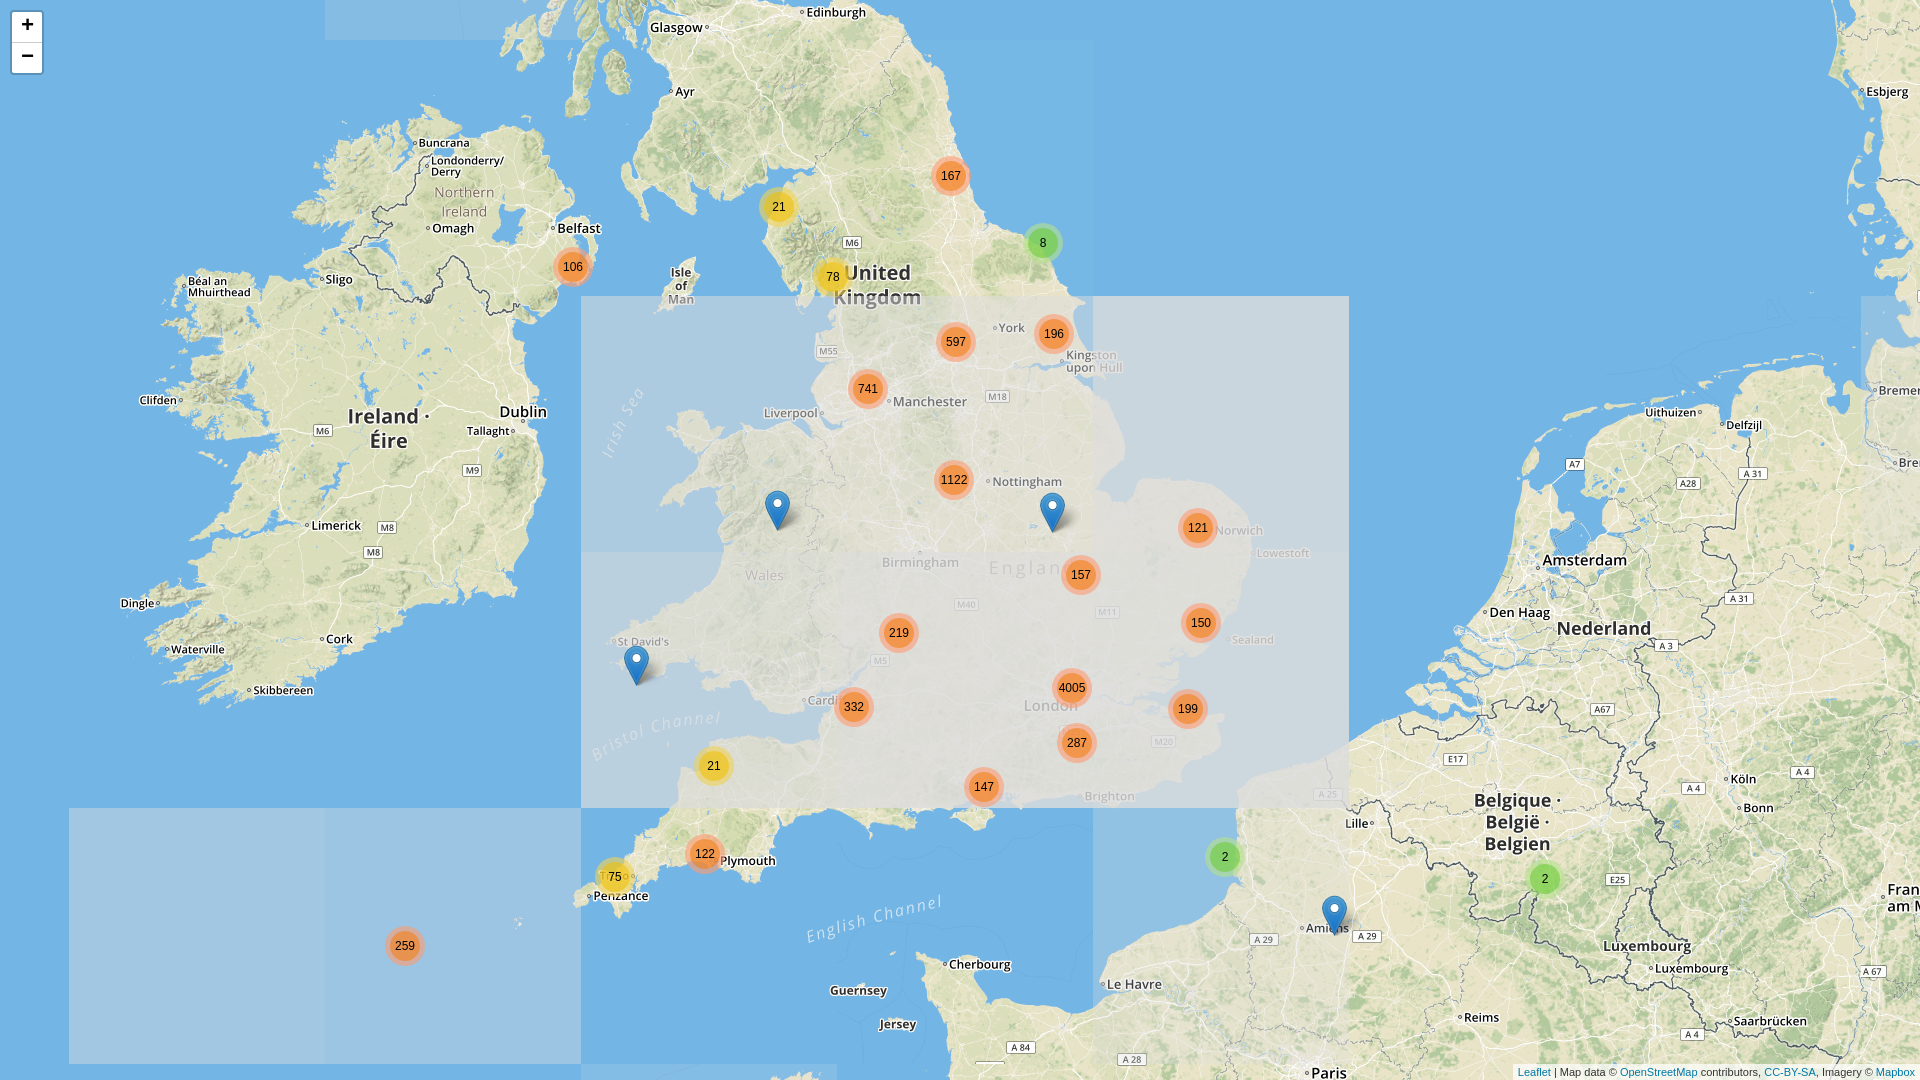 +
−
Glasgow
Edinburgh
Ayr
Esbjerg
Buncrana
Londonderry/
Derry
Northern
Ireland
Omagh
Belfast
167
21
8
M6
106
78
United
Kingdom
Isle
of
Man
Sligo
Béal an
Mhuirthead
York
196
597
M55
Kingston
upon Hull
741
Manchester
M18
Liverpool
Irish Sea
Clifden
Ireland ·
Éire
Dublin
Tallaght
M6
M9
Uithuizen
Delfzijl
Bremer
A7
A 31
Bre
A28
1122
Nottingham
Limerick
M8
M8
121
Norwich
Lowestoft
Amsterdam
Birmingham
Wales
Englan
157
A 31
Dingle
M40
M11
Den Haag
Nederland
150
Sealand
219
Cork
St David's
Waterville
M5
A 3
Skibbereen
4005
London
Cardi
332
199
A67
Bristol Channel
287
M20
E17
21
147
Brighton
A 25
Köln
A 4
A 4
Bonn
Belgique ·
België ·
Belgien
Lille
122
Plymouth
2
75
Penzance
2
E25
Fran
am M
English Channel
Amiens
A 29
A 29
259
Luxembourg
Luxembourg
A 67
Cherbourg
Le Havre
Guernsey
Jersey
Reims
Saarbrücken
A 4
A 84
A 28
Paris
Leaflet | Map data © OpenStreetMap contributors, CC-BY-SA, Imagery © Mapbox